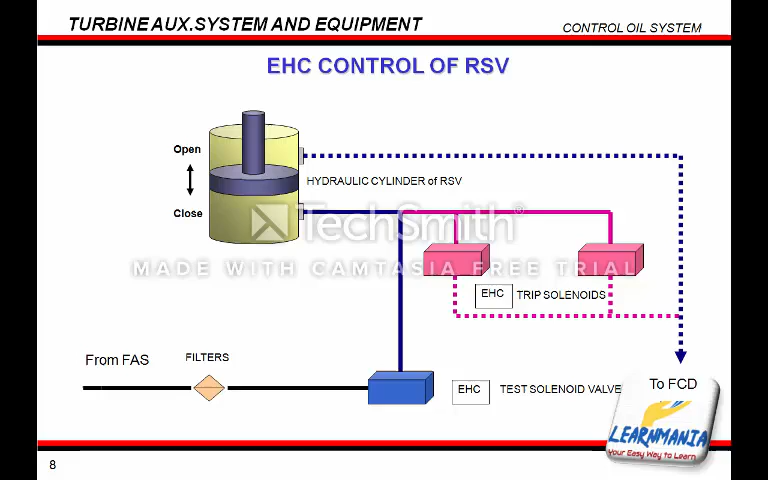 TURBINE AUX.SYSTEM AND EQUIPMENT
CONTROL OIL SYSTEM
EHC CONTROL OF RSV
Open
HYDRAULIC CYLINDER of RSV
Close
TechSmith®
MADE WITH CAMTASIA FREE TRIAL
EHC TRIP SOLENOIDS
From FAS
FILTERS
EHC TEST SOLENOID VALVE
To FCD
LEARNMANIA
Your Easy Way to Learn
8